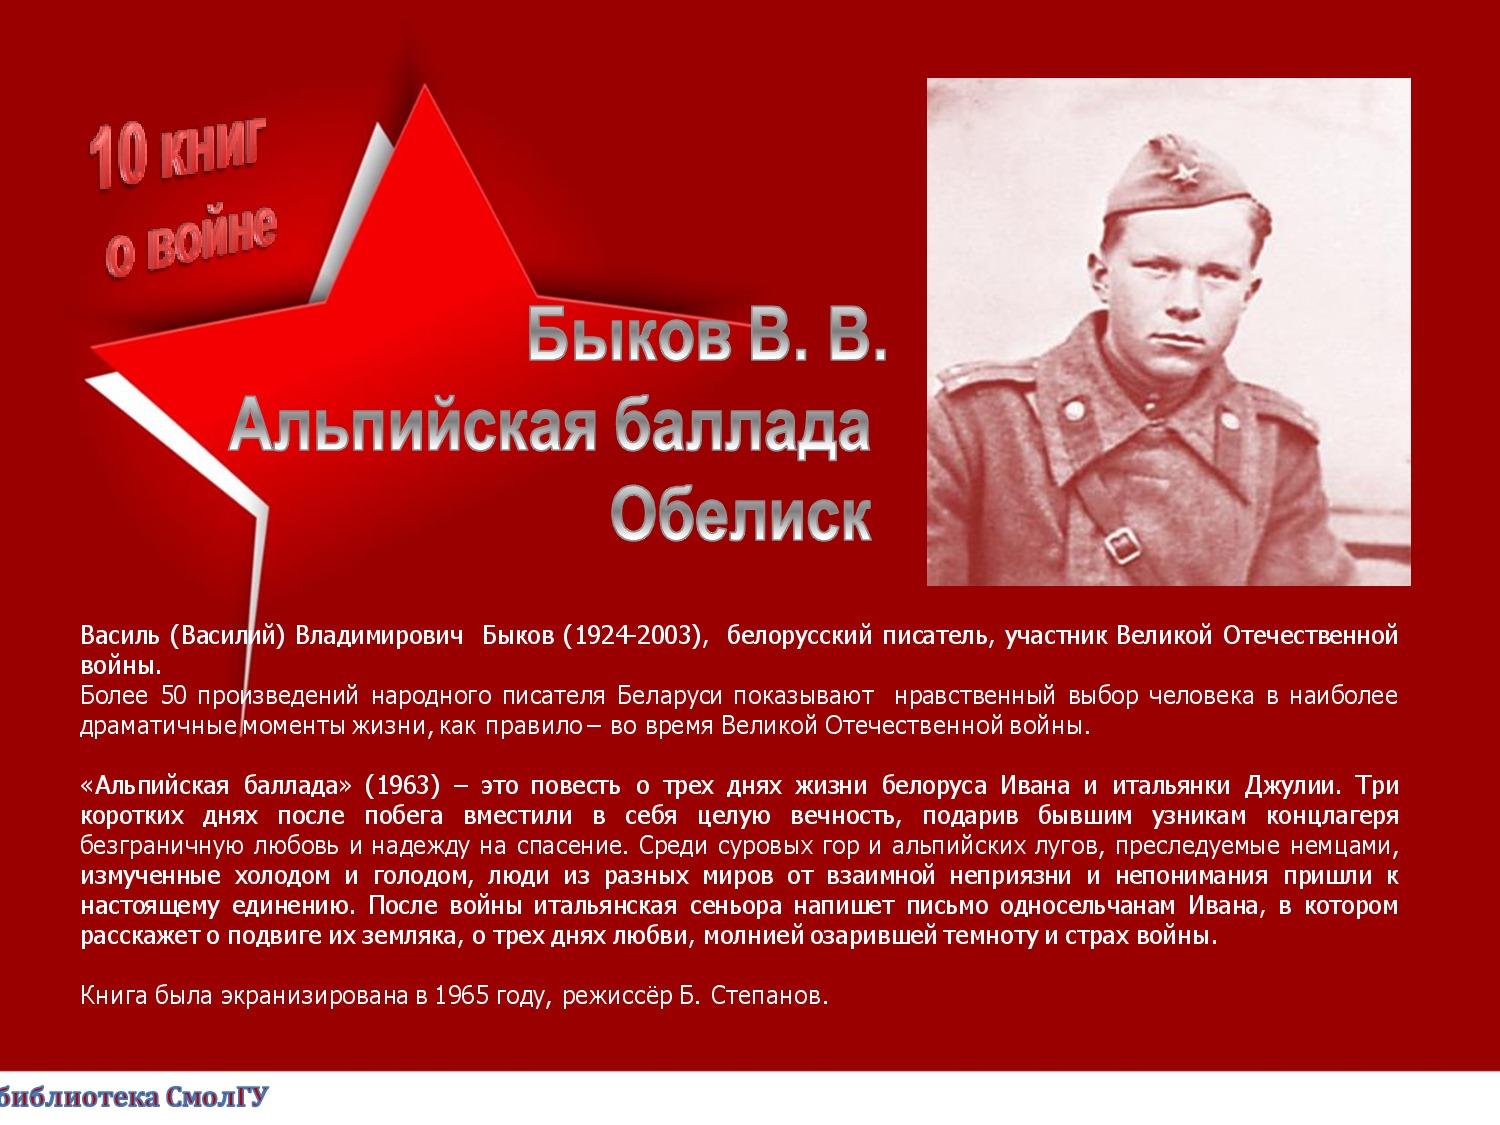 10 книг
о войне
Быков В. В.
Альпийская баллада
Обелиск
Василь (Василий) Владимирович Быков (1924-2003), белорусский писатель, участник Великой Отечественной
войны.
Более 50 произведений народного писателя Беларуси показывают нравственный выбор человека в наиболее
драматичные моменты жизни, как правило – во время Великой Отечественной войны.
«Альпийская баллада» (1963) – это повесть о трех днях жизни белоруса Ивана и итальянки Джулии. Три
коротких днях после побега вместили в себя целую вечность, подарив бывшим узникам концлагеря
безграничную любовь и надежду на спасение. Среди суровых гор и альпийских лугов, преследуемые немцами,
измученные холодом и голодом, люди из разных миров от взаимной неприязни и непонимания пришли к
настоящему единению. После войны итальянская сеньора напишет письмо односельчанам Ивана, в котором
расскажет о подвиге их земляка, о трех днях любви, молнией озарившей темноту и страх войны.
Книга была экранизирована в 1965 году, режиссёр Б. Степанов.
библиотека СмолГУ